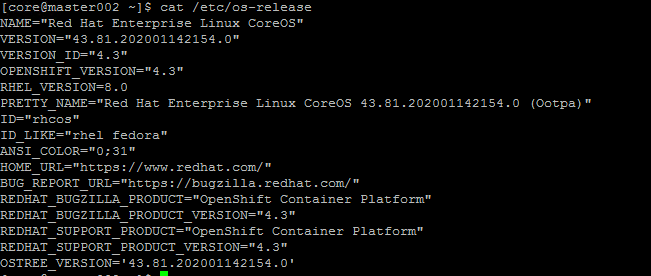 [core@master002 ~]$ cat /etc/os-release
NAME="Red Hat Enterprise Linux CoreOS"
VERSION="43.81.202001142154.0"
VERSION_ID="4.3"
OPENSHIFT_VERSION="4.3"
RHEL_VERSION=8.0
PRETTY_NAME="Red Hat Enterprise Linux CoreOS 43.81.202001142154.0 (Ootpa)"
ID="rhcos"
ID_LIKE="rhel fedora"
ANSI_COLOR="0;31"
HOME_URL="https://www.redhat.com/"
BUG_REPORT_URL="https://bugzilla.redhat.com/"
REDHAT_BUGZILLA_PRODUCT="OpenShift Container Platform"
REDHAT_BUGZILLA_PRODUCT_VERSION="4.3"
REDHAT_SUPPORT_PRODUCT="OpenShift Container Platform"
REDHAT_SUPPORT_PRODUCT_VERSION="4.3"
OSTREE_VERSION='43.81.202001142154.0'